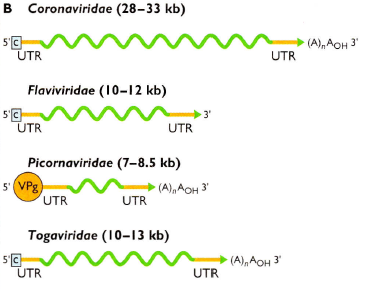 B Coronaviridae (28–33 kb)
5' C (A)nAOH 3'
UTR UTR
Flaviviridae (10–12 kb)
5' C 3'
UTR UTR
Picornaviridae (7–8.5 kb)
5' VPg (A)nAOH 3'
UTR UTR
Togaviridae (10–13 kb)
5' C (A)nAOH 3'
UTR UTR